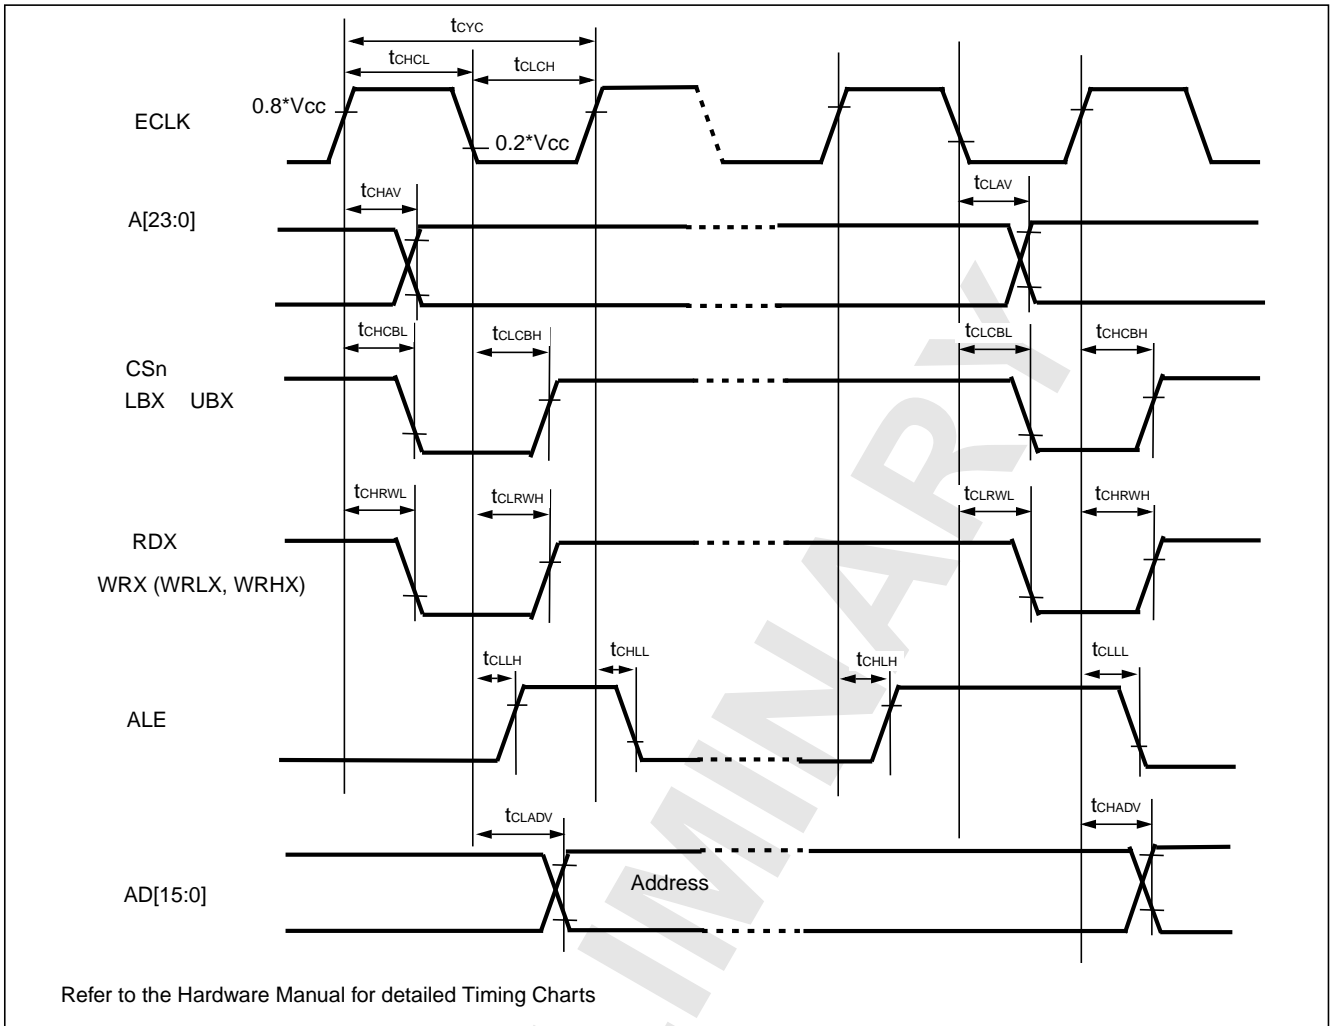 tCYC
tCHCL
tCLCH
0.8*Vcc
ECLK
0.2*Vcc
tCHAV
tCLAV
A[23:0]
tCHCBL
tCLCBH
tCLCBL
tCHCBH
CSn
LBX UBX
tCHRWL
tCLRWH
tCLRWL
tCHRWH
RDX
WRX (WRLX, WRHX)
tCLLH
tCHLL
tCHLH
tCLLL
ALE
tCLADV
tCHADV
Address
AD[15:0]
Refer to the Hardware Manual for detailed Timing Charts
IMINARY